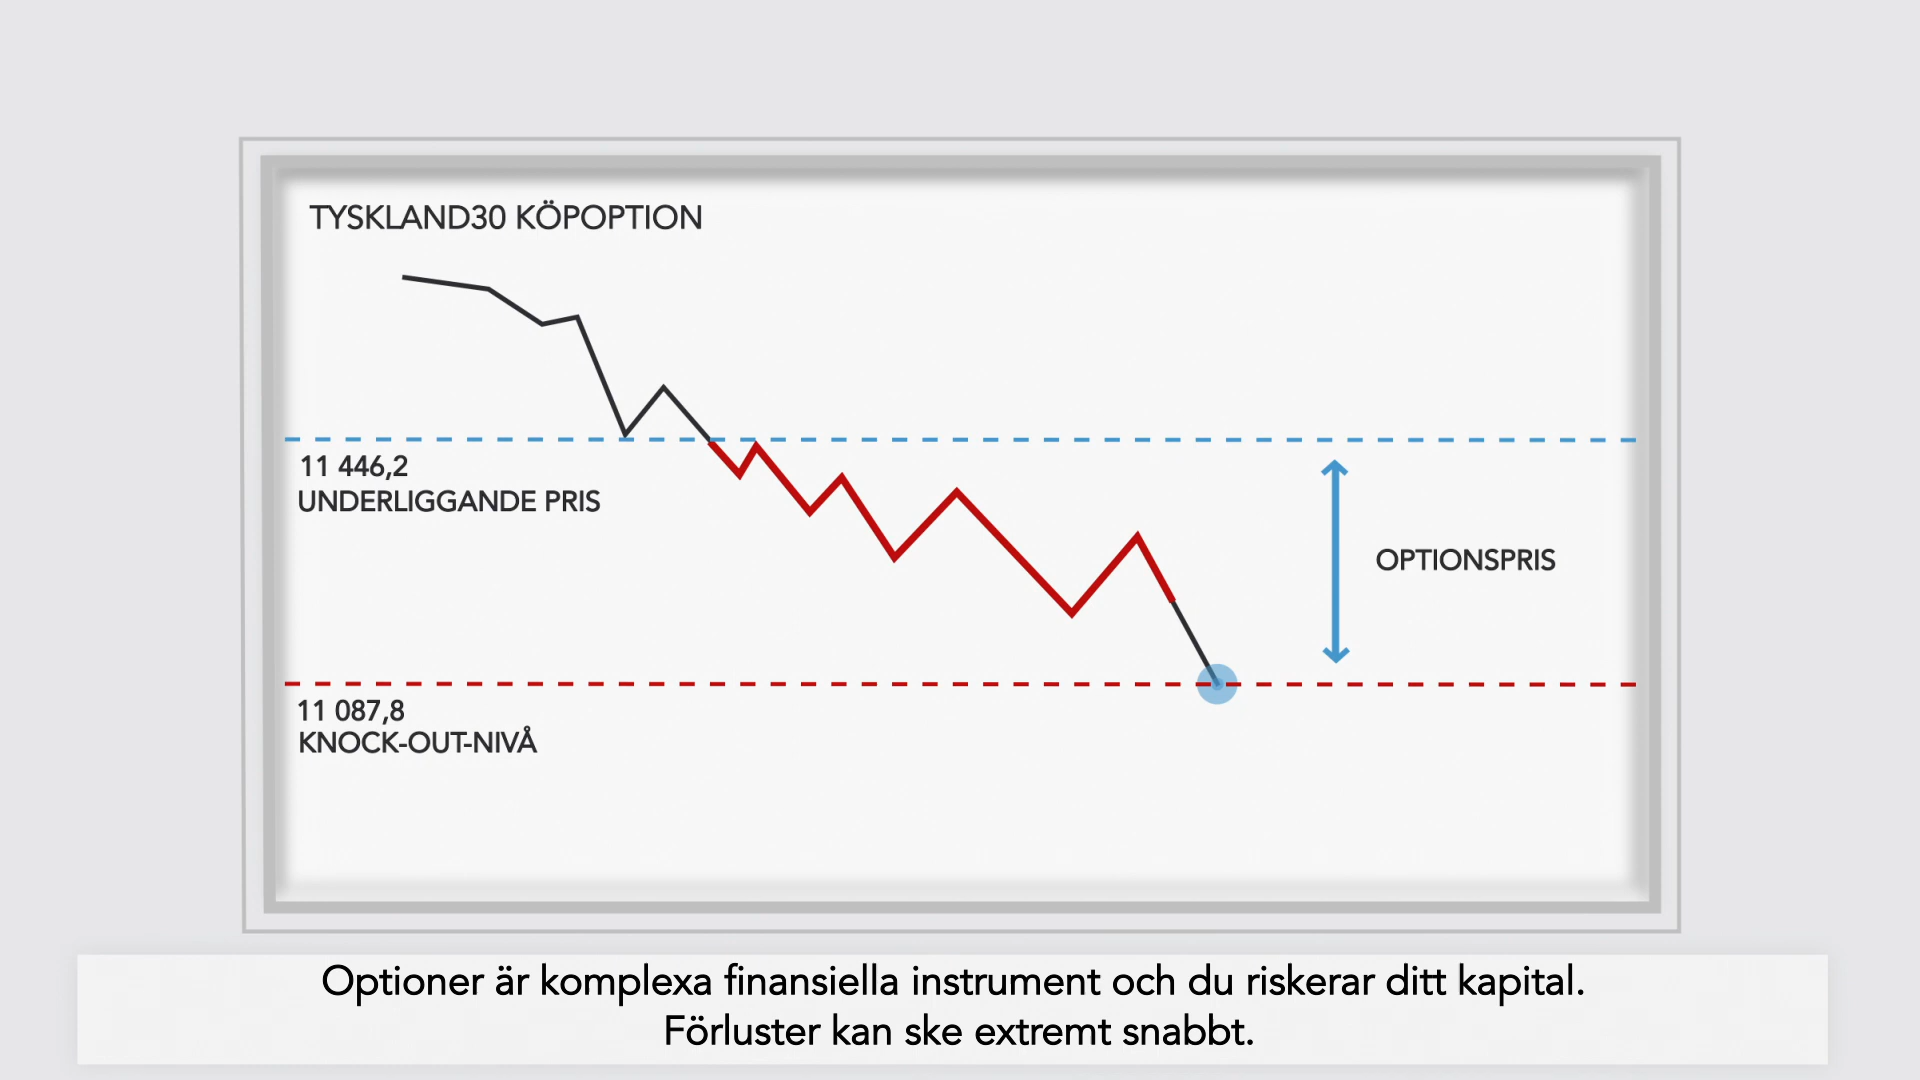 TYSKLAND30 KÖPOPTION
11 446,2
UNDERLIGGANDE PRIS
OPTIONSPRIS
11 087,8
KNOCK-OUT-NIVÅ
Optioner är komplexa finansiella instrument och du riskerar ditt kapital.
Förluster kan ske extremt snabbt.